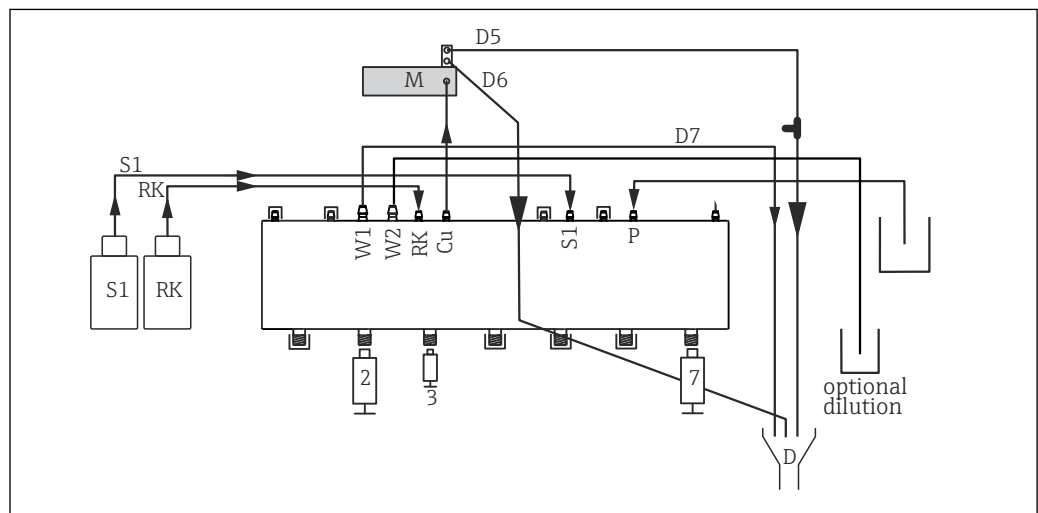 D5
M
D6
D7
S1
RK
W1
W2
RK
Cu
S1
P
S1
RK
2
3
7
optional
dilution
D